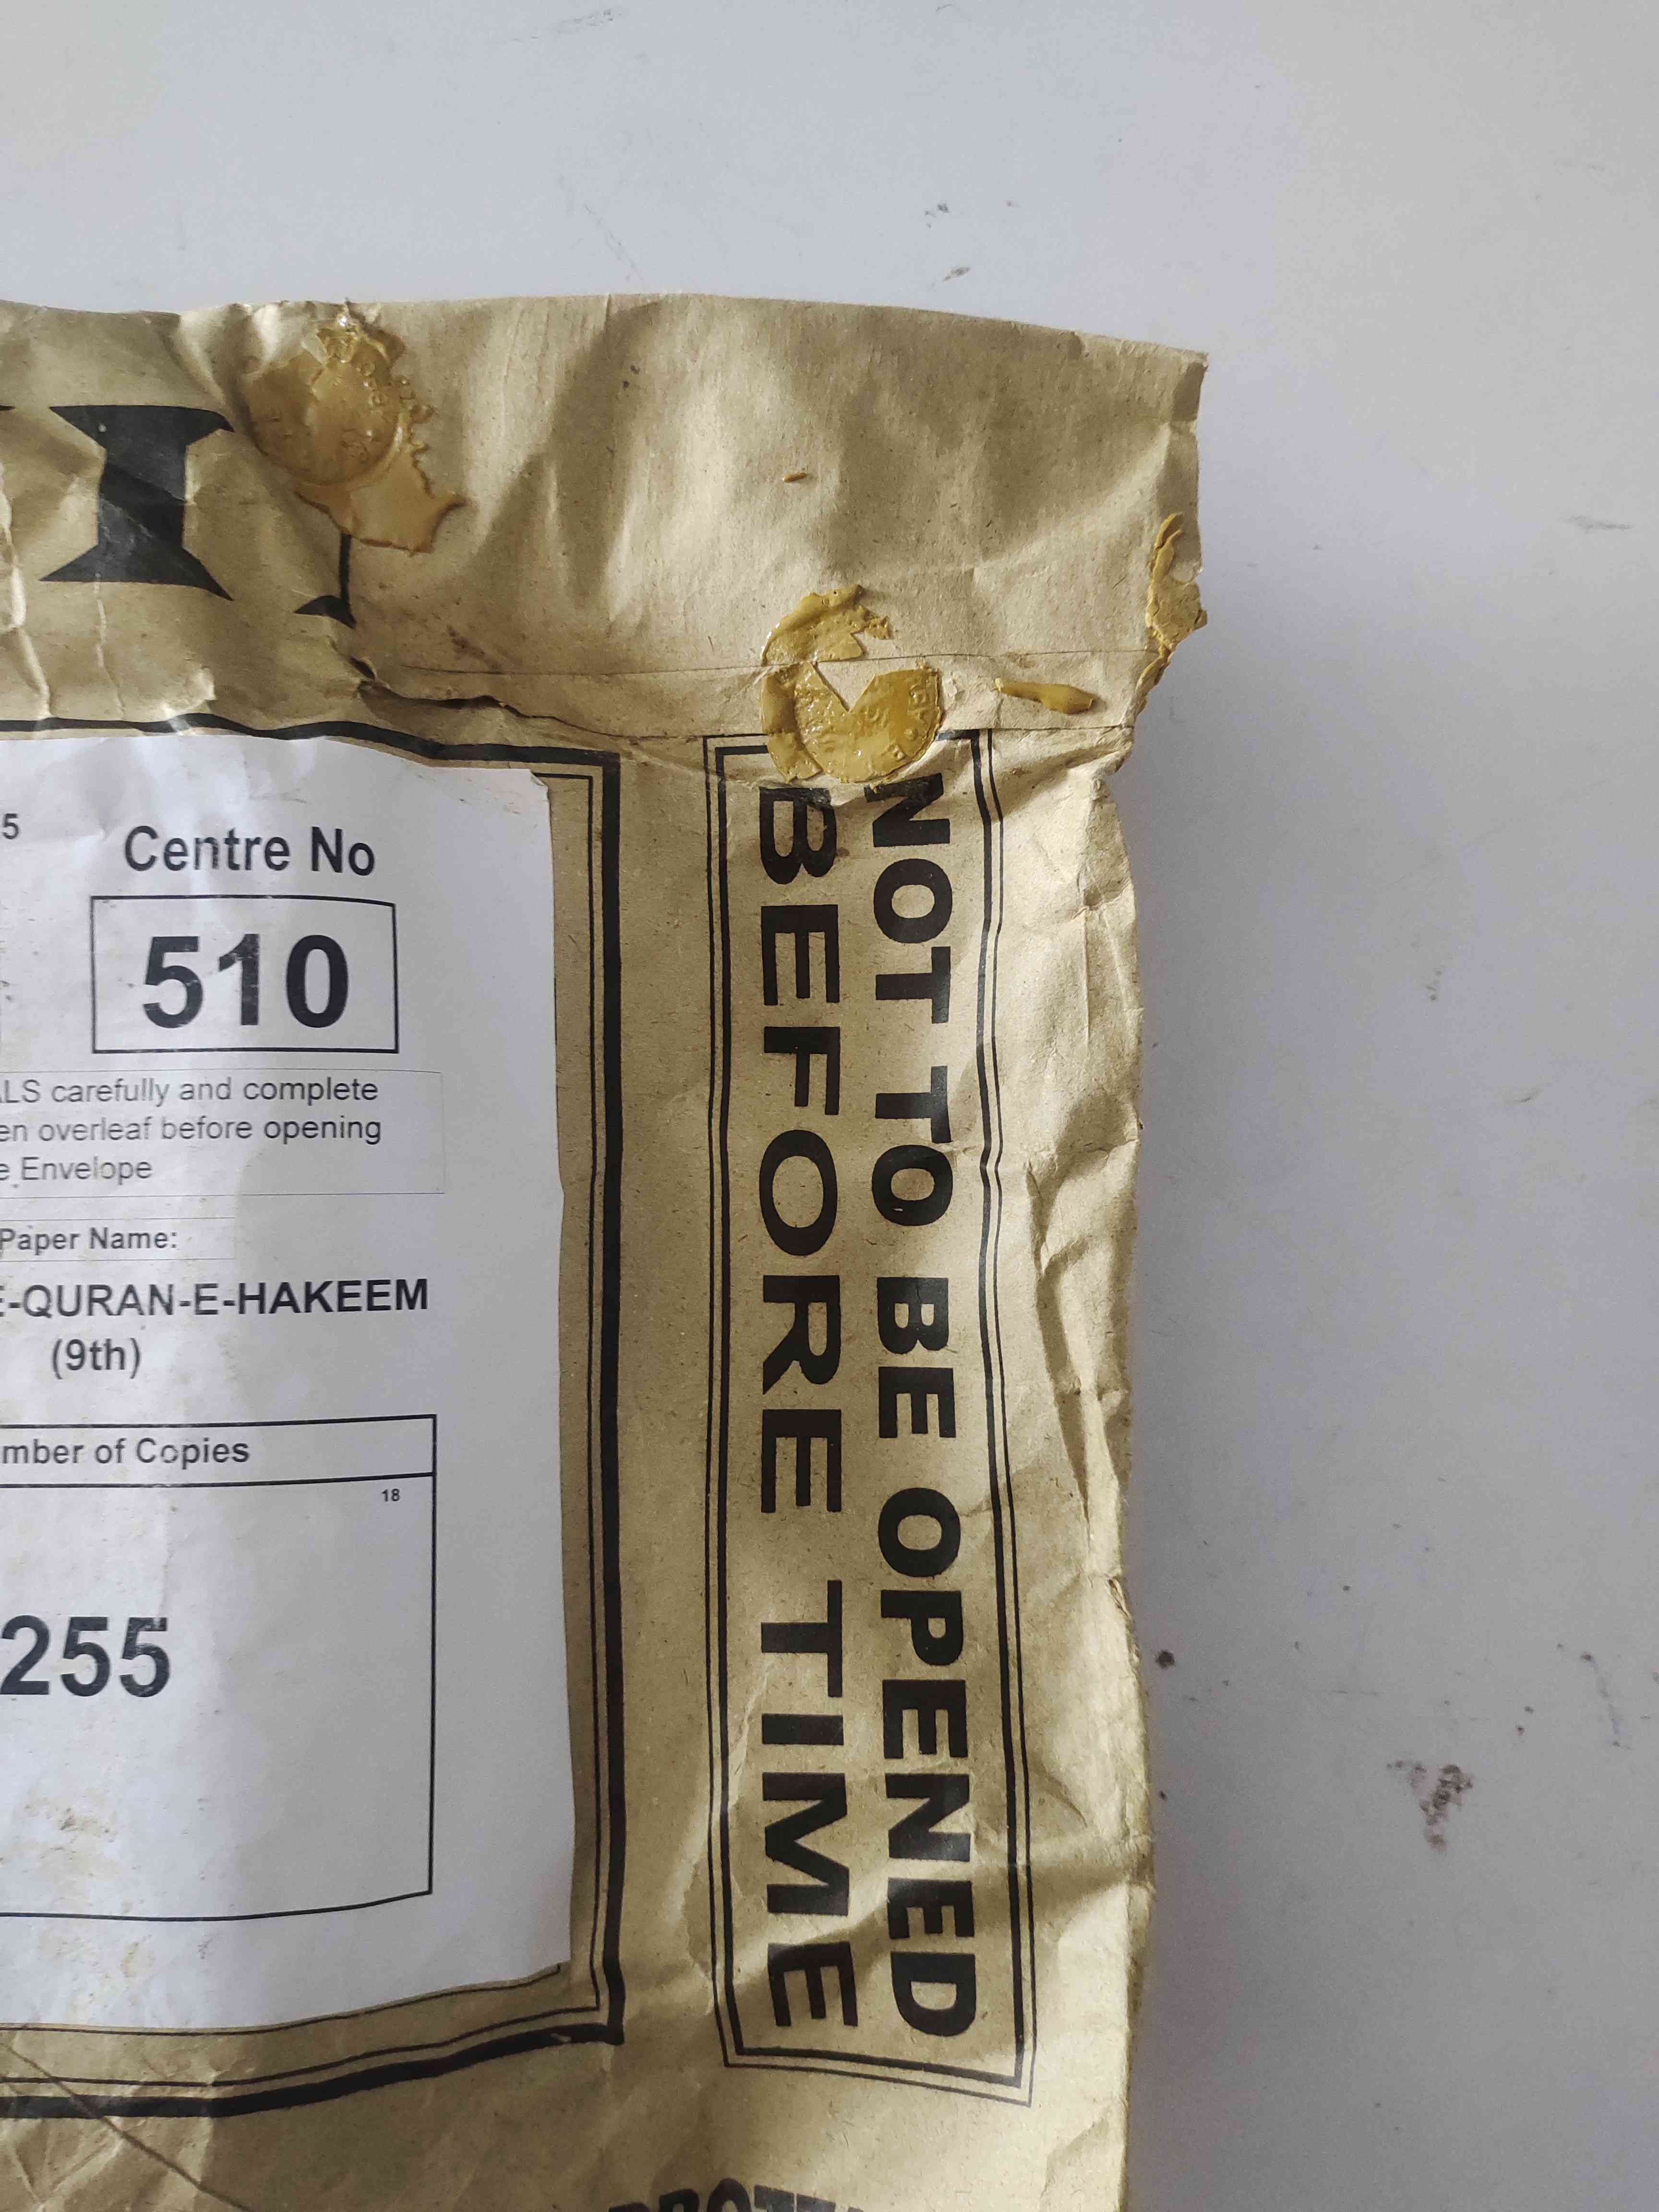 I,
5
Centre No
510
ALS carefully and complete
en overleaf before opening
e Envelope
Paper Name:
E-QURAN-E-HAKEEM
(9th)
mber of Copies
18
255
NOT TO BE OPENED
BEFORE TIME